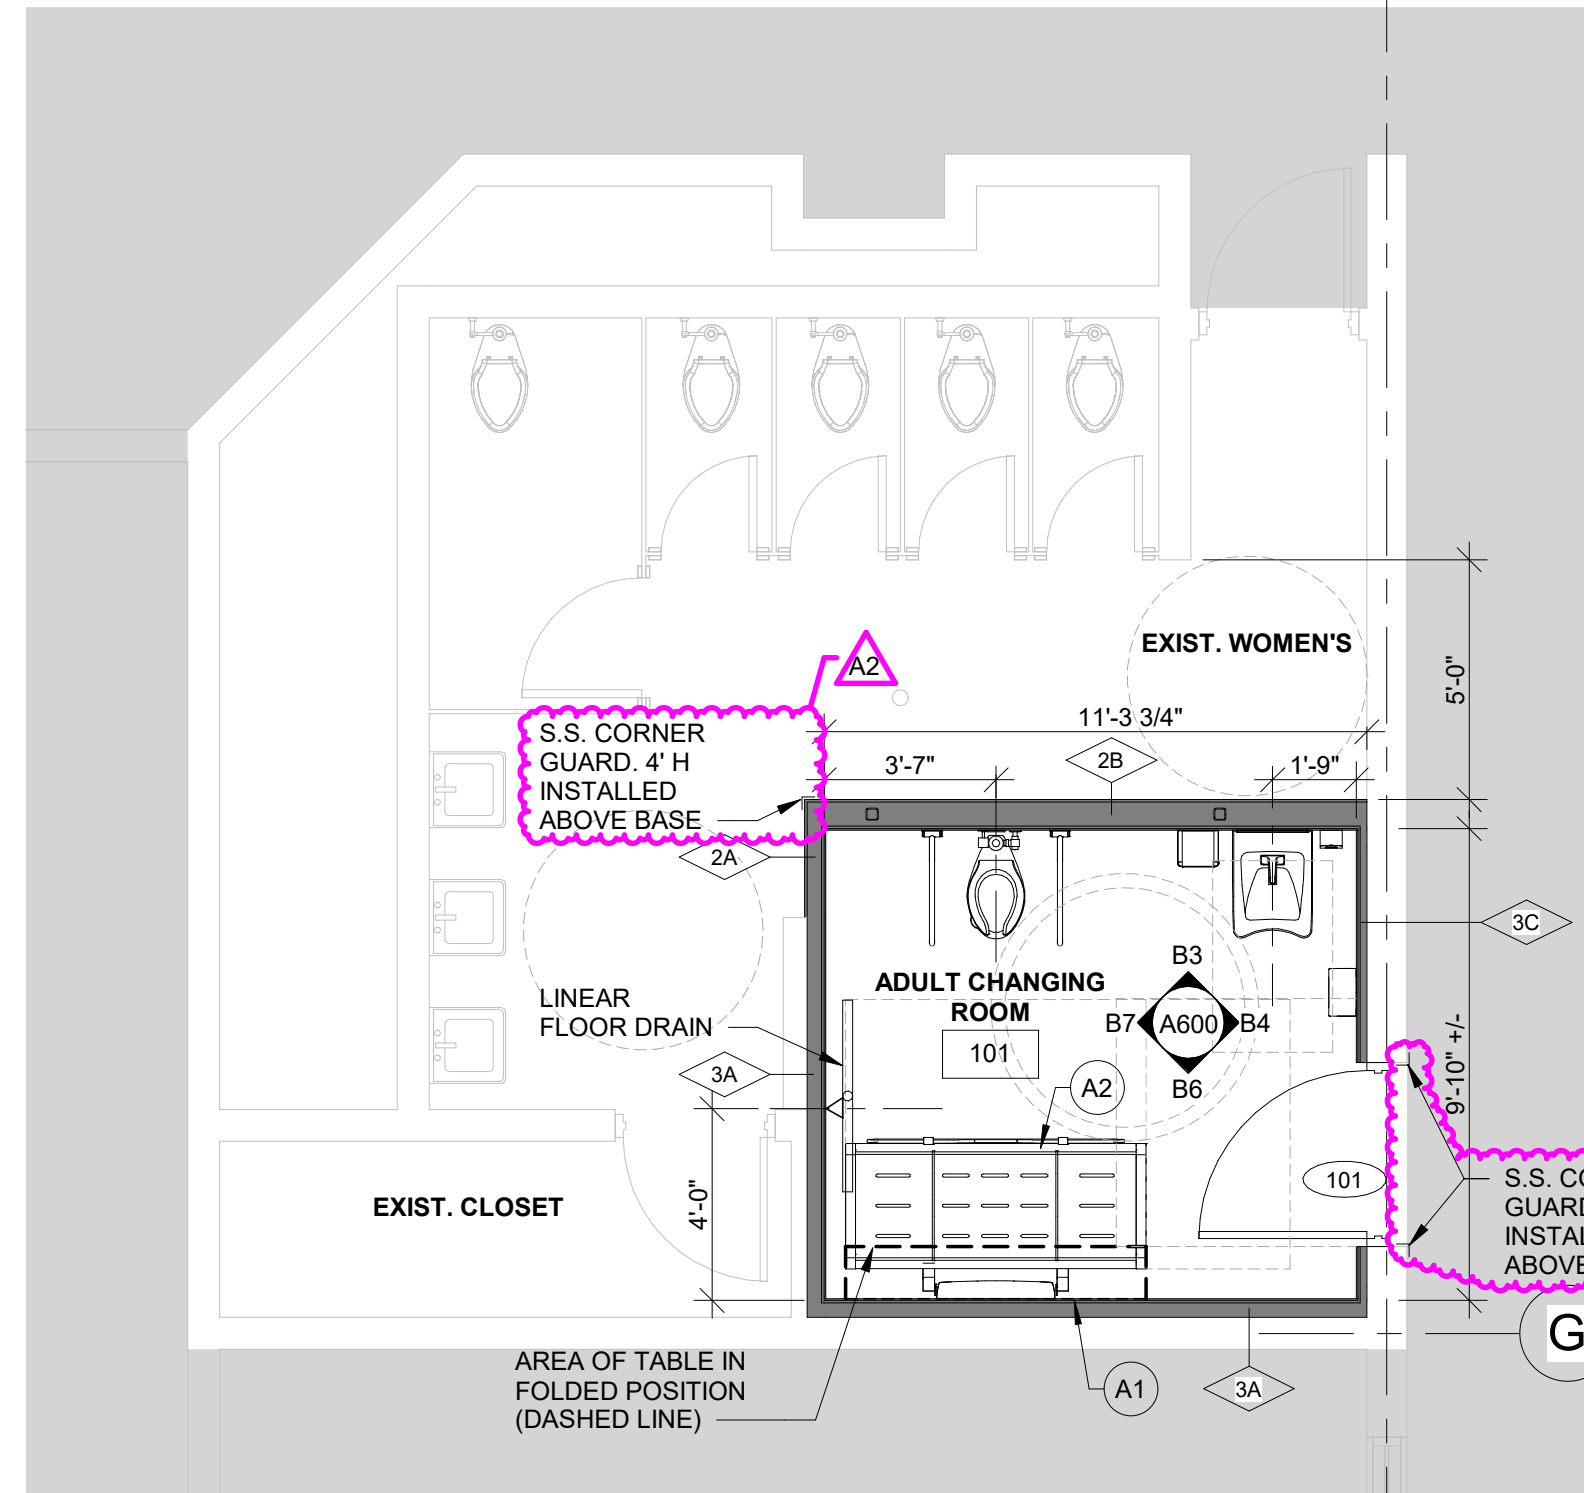 EXIST. WOMEN'S
A2
5'-0"
S.S. CORNER
GUARD. 4' H
INSTALLED
ABOVE BASE
11'-3 3/4"
3'-7"
2B
1'-9"
2A
3C
B3
ADULT CHANGING
ROOM
B7
A600
B4
101
B6
LINEAR
FLOOR DRAIN
3A
A2
9'-10" +/-
4'-0"
EXIST. CLOSET
101
S.S.
GUARD
ABOVE
G
AREA OF TABLE IN
FOLDED POSITION
(DASHED LINE)
A1
3A